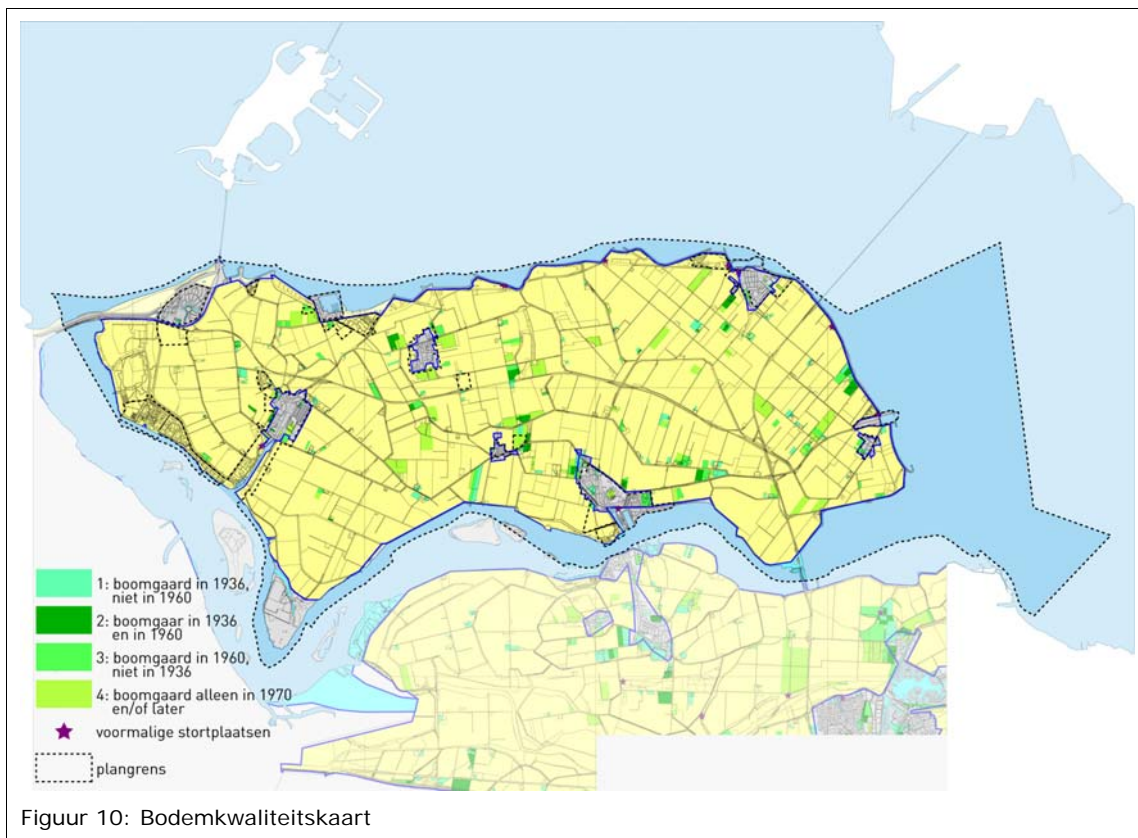 1: boomgaard in 1936,
niet in 1960
2: boomgaar in 1936
en in 1960
3: boomgaard in 1960,
niet in 1936
4: boomgaard alleen in 1970
en/of later
voormalige stortplaatsen
plangrens
Figuur 10: Bodemkwaliteitskaart